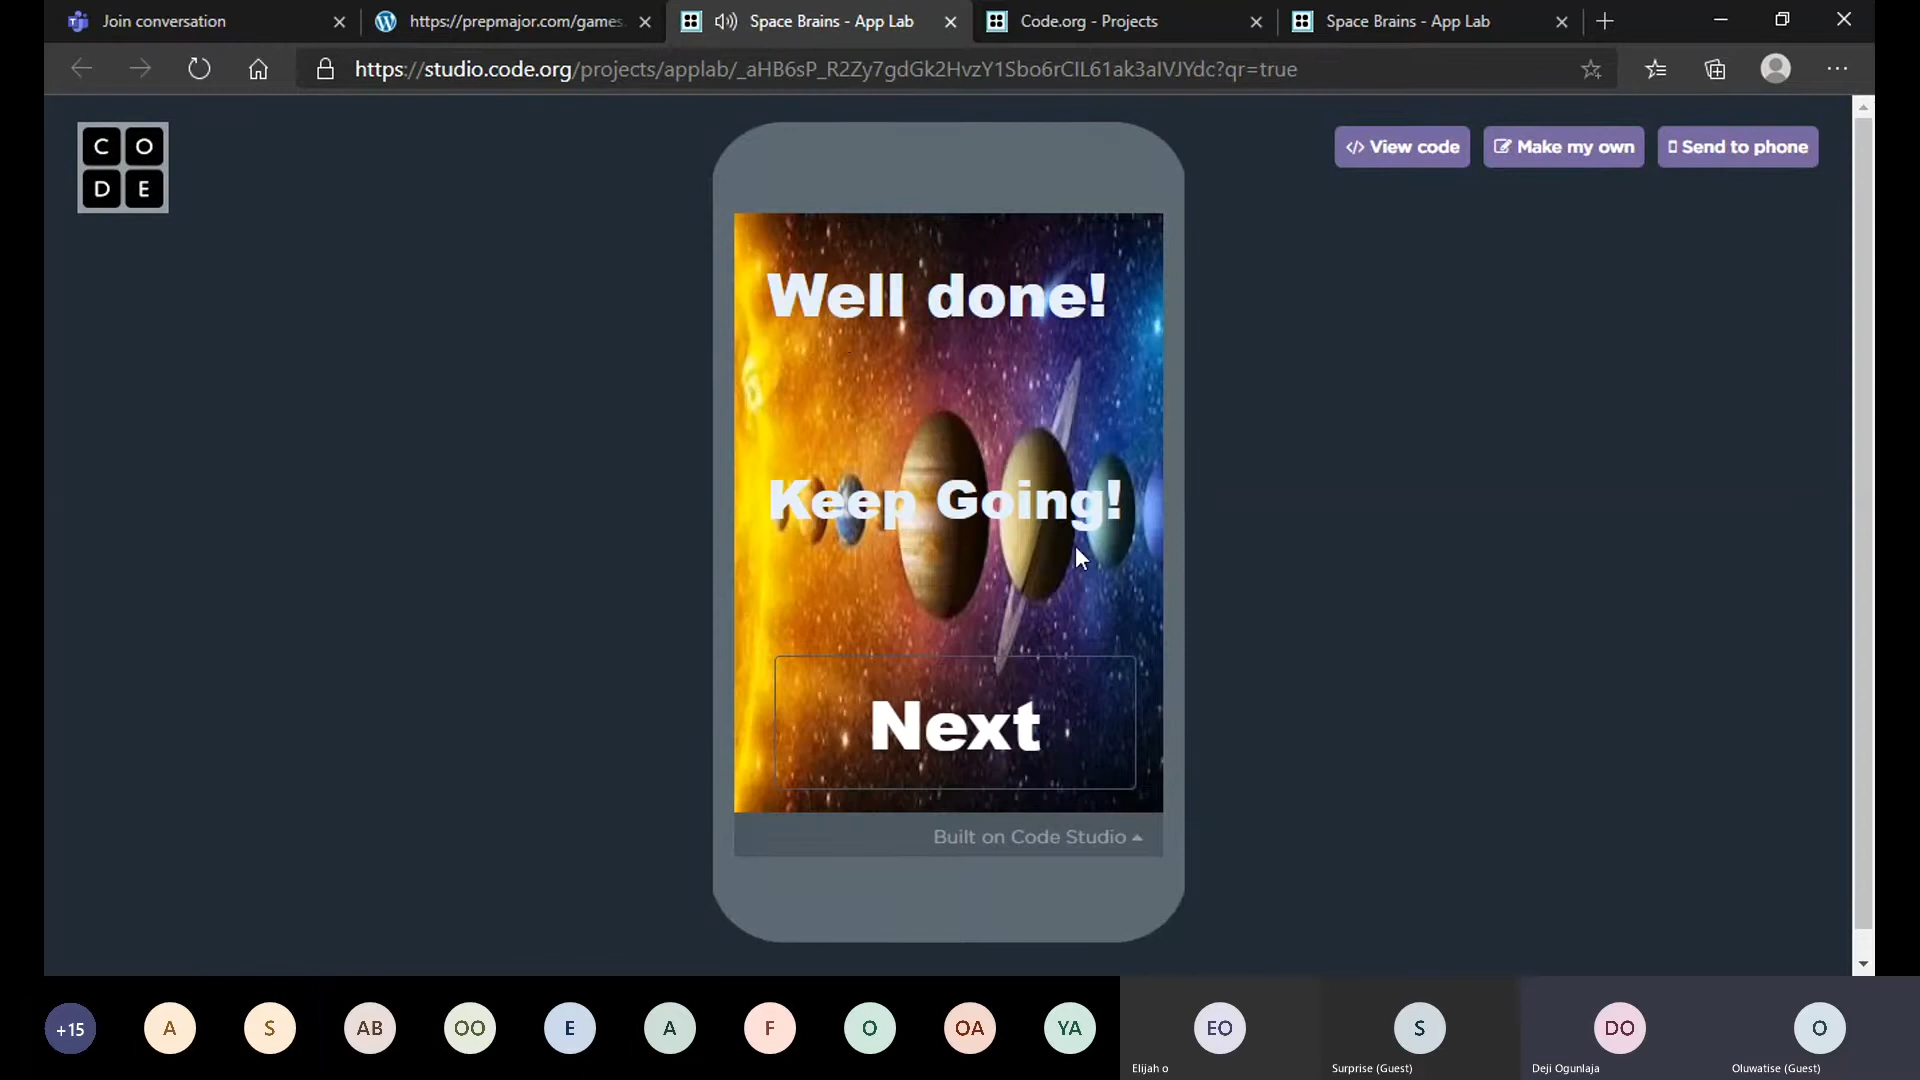 Join conversation
https://prepmajor.com/games
Space Brains - App Lab
Code.org - Projects
Space Brains - App Lab
https://studio.code.org/projects/applab/_aHB6sP_R2Zy7gdGk2HvzY1Sbo6rCIL61ak3aIVJYdc?qr=true
C O
D E
</> View code
Make my own
Send to phone
Well done!
Keep Going!
Next
Built on Code Studio
+15
A
S
AB
OO
E
A
F
O
OA
YA
EO
S
DO
O
Elijah o
Surprise (Guest)
Deji Ogunlaja
Oluwatise (Guest)